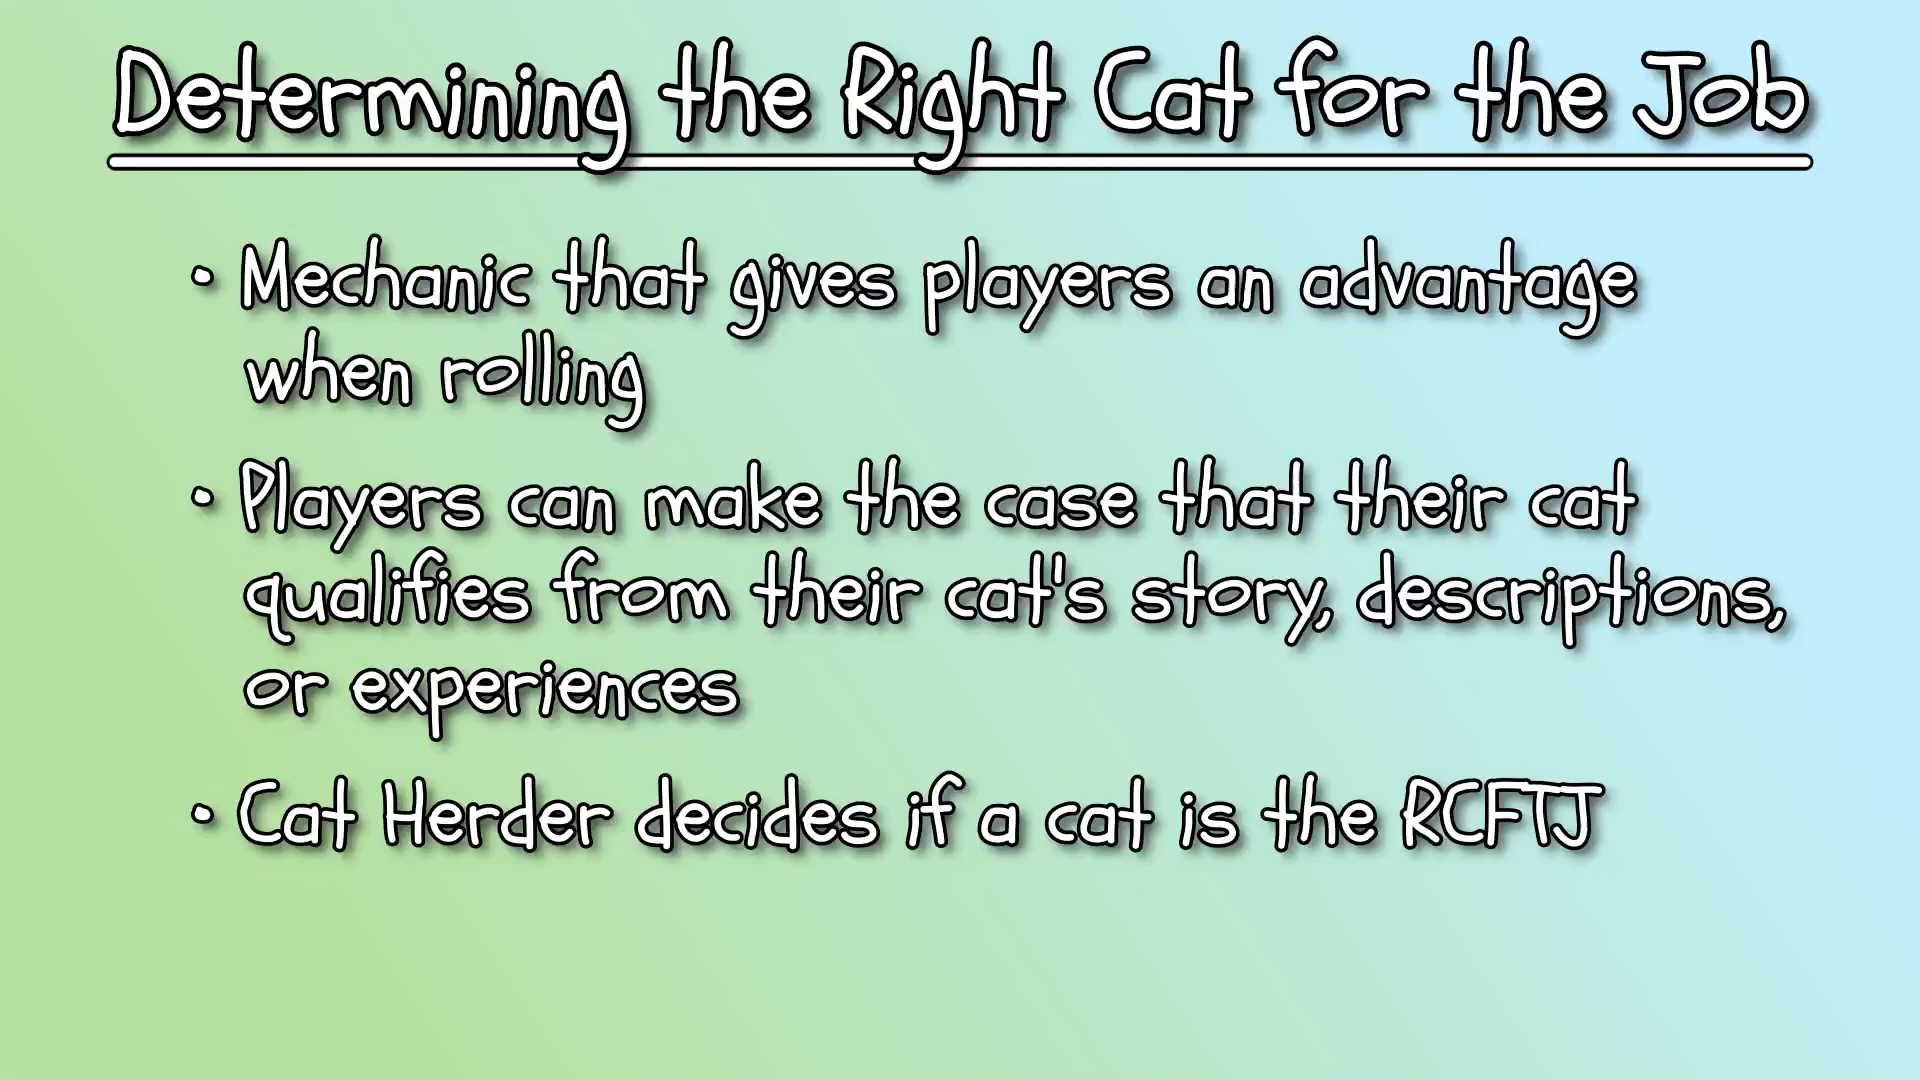 Determining the Right Cat for the Job
• Mechanic that gives players an advantage
when rolling
• Players can make the case that their cat
qualifies from their cat's story, descriptions,
or experiences
• Cat Herder decides if a cat is the RCFTJ